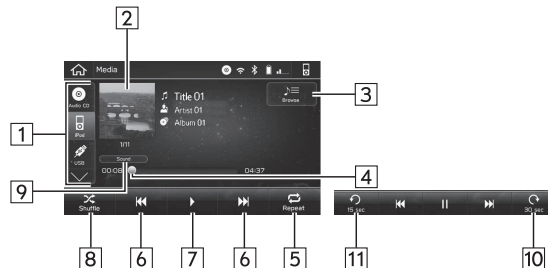 2
Media
Audio CD
iPod
USB
Title 01
Artist 01
Album 01
Browse
1/11
Sound
00:08
04:37
1
3
9
4
Shuffle
Repeat
15 sec
30 sec
8
6
7
6
5
11
10